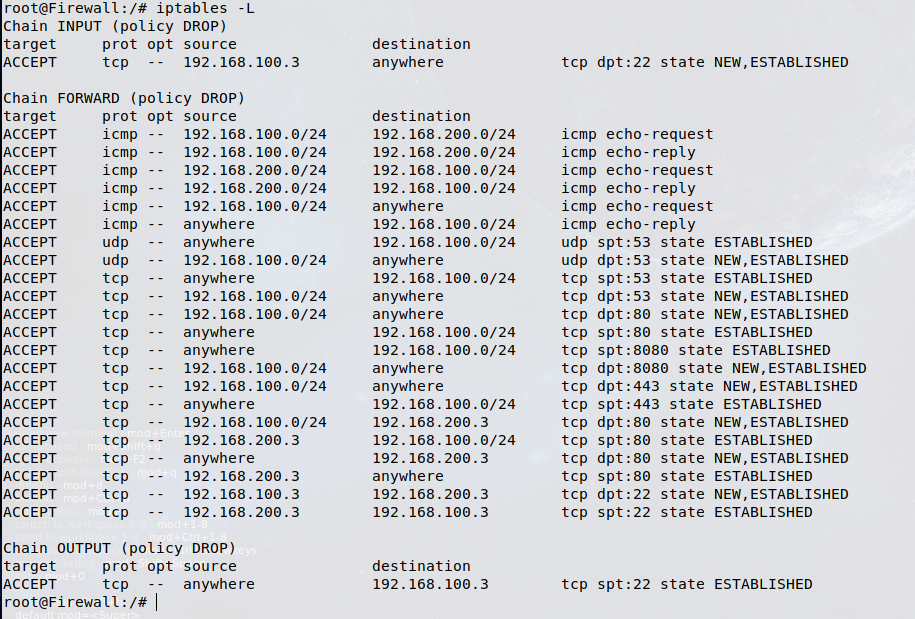 root@Firewall:/# iptables -L
Chain INPUT (policy DROP)
target     prot opt source               destination
ACCEPT     tcp  --  192.168.100.3        anywhere             tcp dpt:22 state NEW,ESTABLISHED

Chain FORWARD (policy DROP)
target     prot opt source               destination
ACCEPT     icmp --  192.168.100.0/24     192.168.200.0/24     icmp echo-request
ACCEPT     icmp --  192.168.100.0/24     192.168.200.0/24     icmp echo-reply
ACCEPT     icmp --  192.168.200.0/24     192.168.100.0/24     icmp echo-request
ACCEPT     icmp --  192.168.200.0/24     192.168.100.0/24     icmp echo-reply
ACCEPT     icmp --  192.168.100.0/24     anywhere             icmp echo-request
ACCEPT     icmp --  anywhere             192.168.100.0/24     icmp echo-reply
ACCEPT     udp  --  anywhere             192.168.100.0/24     udp spt:53 state ESTABLISHED
ACCEPT     udp  --  192.168.100.0/24     anywhere             udp dpt:53 state NEW,ESTABLISHED
ACCEPT     tcp  --  anywhere             192.168.100.0/24     tcp spt:53 state ESTABLISHED
ACCEPT     tcp  --  192.168.100.0/24     anywhere             tcp dpt:53 state NEW,ESTABLISHED
ACCEPT     tcp  --  192.168.100.0/24     anywhere             tcp dpt:80 state NEW,ESTABLISHED
ACCEPT     tcp  --  anywhere             192.168.100.0/24     tcp spt:80 state ESTABLISHED
ACCEPT     tcp  --  anywhere             192.168.100.0/24     tcp spt:8080 state ESTABLISHED
ACCEPT     tcp  --  192.168.100.0/24     anywhere             tcp dpt:8080 state NEW,ESTABLISHED
ACCEPT     tcp  --  192.168.100.0/24     anywhere             tcp dpt:443 state NEW,ESTABLISHED
ACCEPT     tcp  --  anywhere             192.168.100.0/24     tcp spt:443 state ESTABLISHED
ACCEPT     tcp  --  192.168.100.0/24     192.168.200.3        tcp dpt:80 state NEW,ESTABLISHED
ACCEPT     tcp  --  192.168.200.3        192.168.100.0/24     tcp spt:80 state ESTABLISHED
ACCEPT     tcp  --  anywhere             192.168.200.3        tcp dpt:80 state NEW,ESTABLISHED
ACCEPT     tcp  --  192.168.200.3        anywhere             tcp spt:80 state ESTABLISHED
ACCEPT     tcp  --  192.168.100.3        192.168.200.3        tcp dpt:22 state NEW,ESTABLISHED
ACCEPT     tcp  --  192.168.200.3        192.168.100.3        tcp spt:22 state ESTABLISHED
switch to workspace 1-8 - mod+1-8

Chain OUTPUT (policy DROP)
target     prot opt source               destination
ACCEPT     tcp  --  anywhere             192.168.100.3        tcp spt:22 state ESTABLISHED
root@Firewall:/#
default mod=<Super>